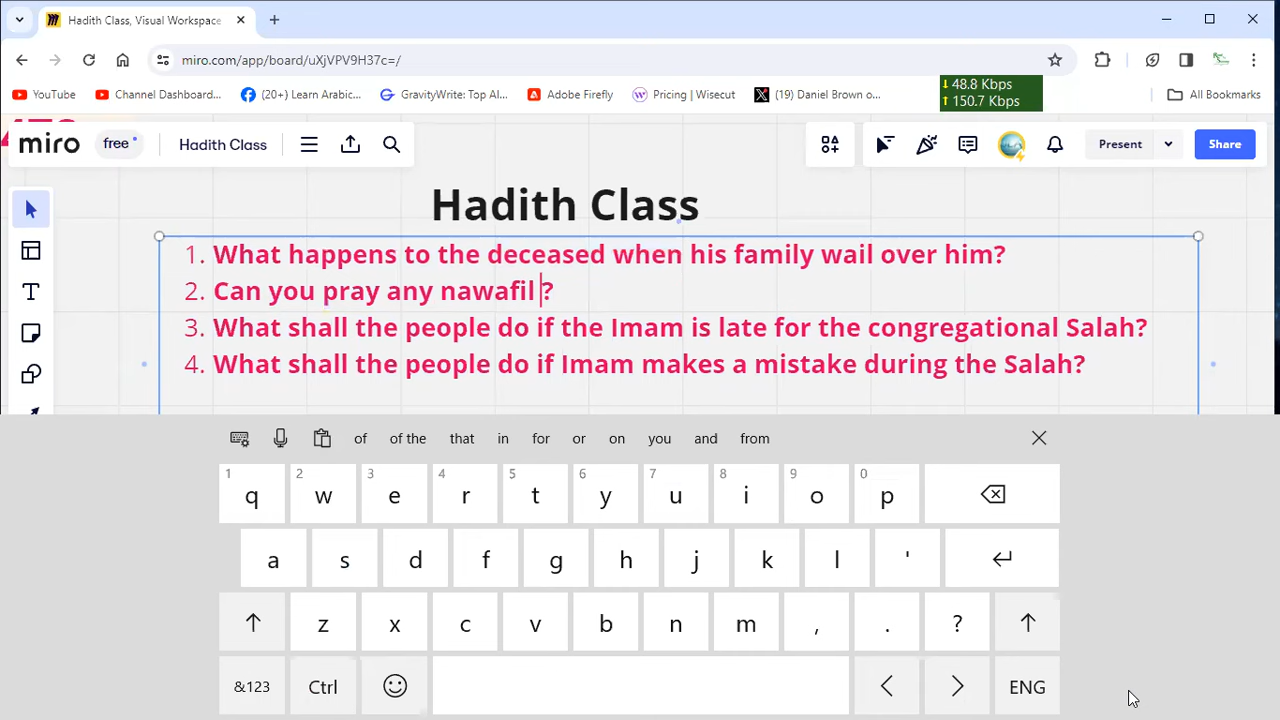 Hadith Class, Visual Workspace
miro.com/app/board/uXjVPV9H37c=/
YouTube
Channel Dashboard...
(20+) Learn Arabic...
GravityWrite: Top Al...
Adobe Firefly
Pricing | Wisecut
(19) Daniel Brown o...
48.8 Kbps
150.7 Kbps
All Bookmarks
miro
free
Hadith Class
Present
Share
Hadith Class
1. What happens to the deceased when his family wail over him?
2. Can you pray any nawafil ?
3. What shall the people do if the Imam is late for the congregational Salah?
4. What shall the people do if Imam makes a mistake during the Salah?
of of the that in for or on you and from
1 2 3 4 5 6 7 8 9 0
q w e r t y u i o p
a s d f g h j k l '
z x c v b n m , . ?
&123 Ctrl ENG